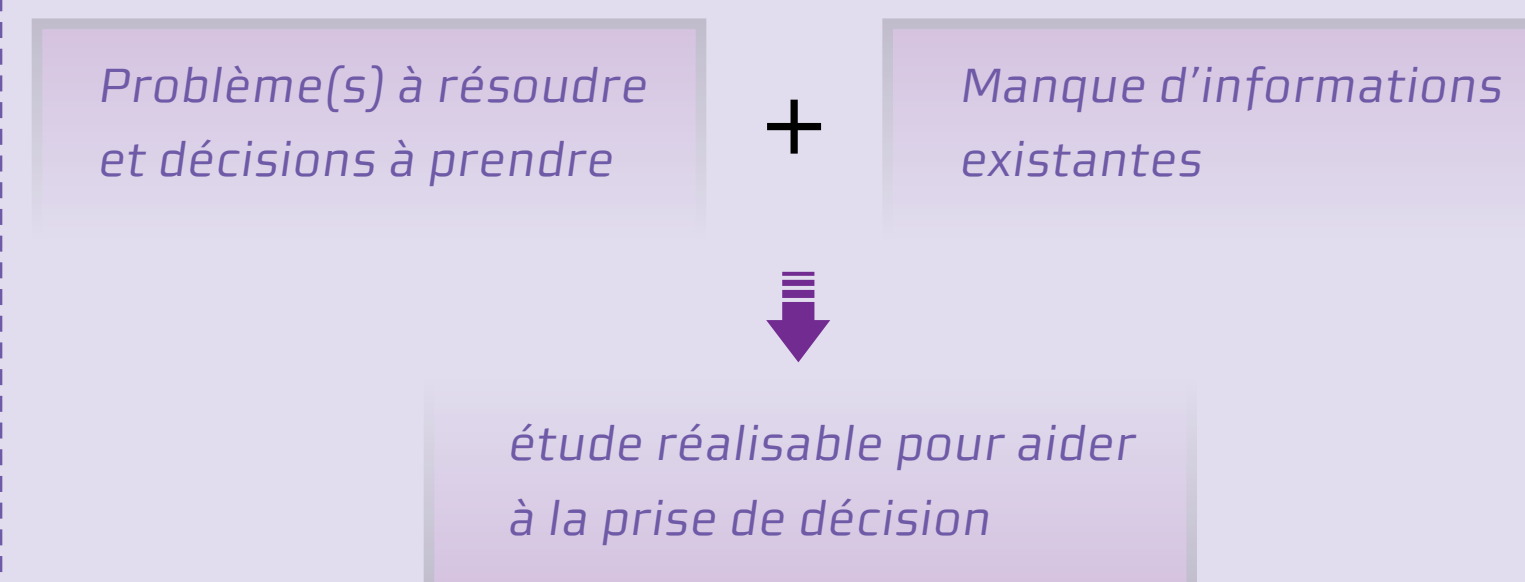 Problème(s) à résoudre
et décisions à prendre
+
Manque d’informations
existantes
étude réalisable pour aider
à la prise de décision